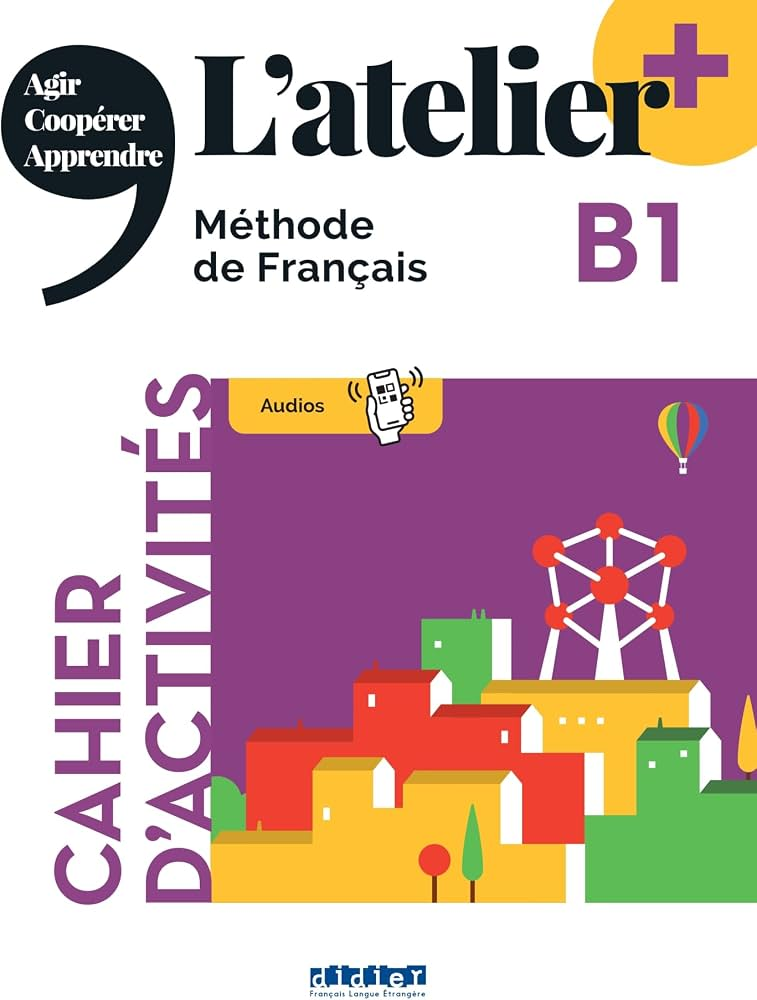 Agir
Coopérer
Apprendre
L'atelier+
Méthode
de Français
B1
Audios
CAHIER
D'ACTIVITÉS
didier
Français Langue Étrangère